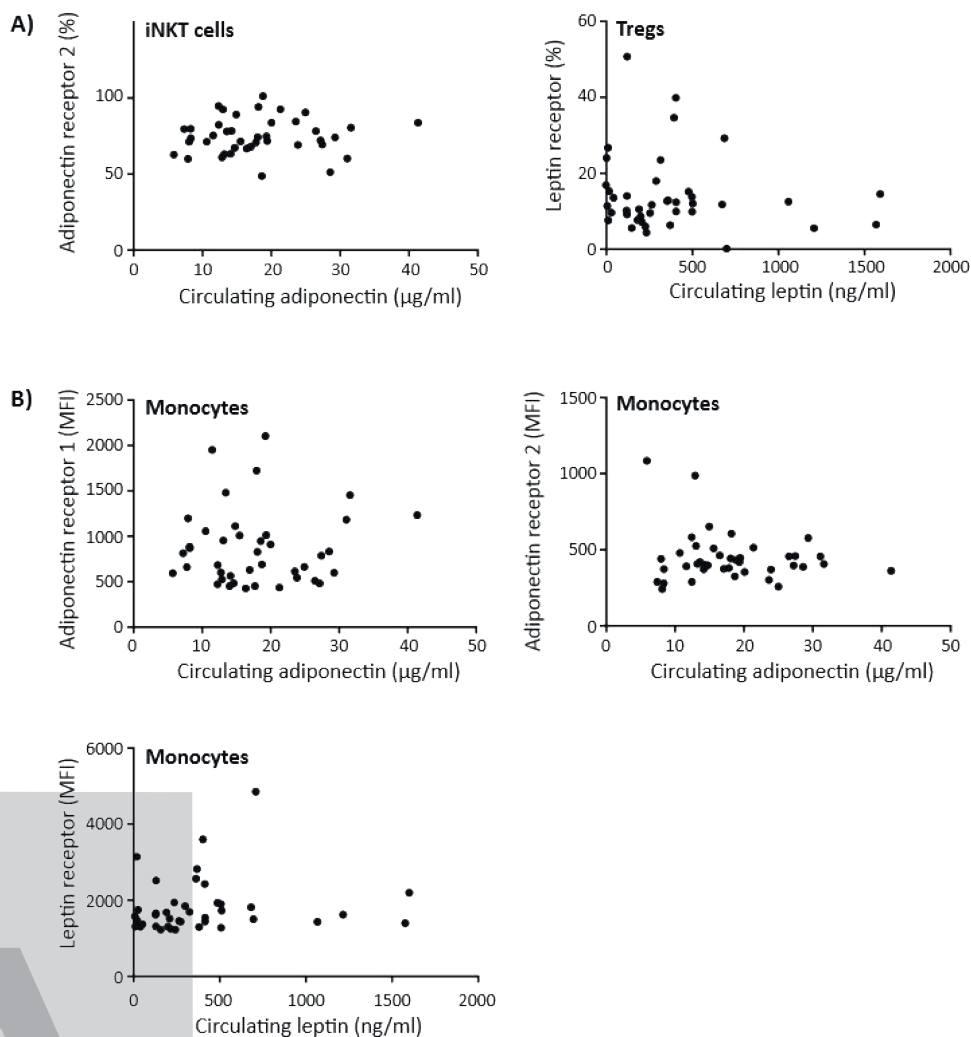 A)
iNKT cells
Adiponectin receptor 2 (%)
100
50
0
0 10 20 30 40 50
Circulating adiponectin (µg/ml)
Tregs
Leptin receptor (%)
60
40
20
0
0 500 1000 1500 2000
Circulating leptin (ng/ml)
B)
Monocytes
Adiponectin receptor 1 (MFI)
2500
2000
1500
1000
500
0
0 10 20 30 40 50
Circulating adiponectin (µg/ml)
Monocytes
Adiponectin receptor 2 (MFI)
1500
1000
500
0
0 10 20 30 40 50
Circulating adiponectin (µg/ml)
Monocytes
Leptin receptor (MFI)
6000
4000
2000
0
0 500 1000 1500 2000
Circulating leptin (ng/ml)